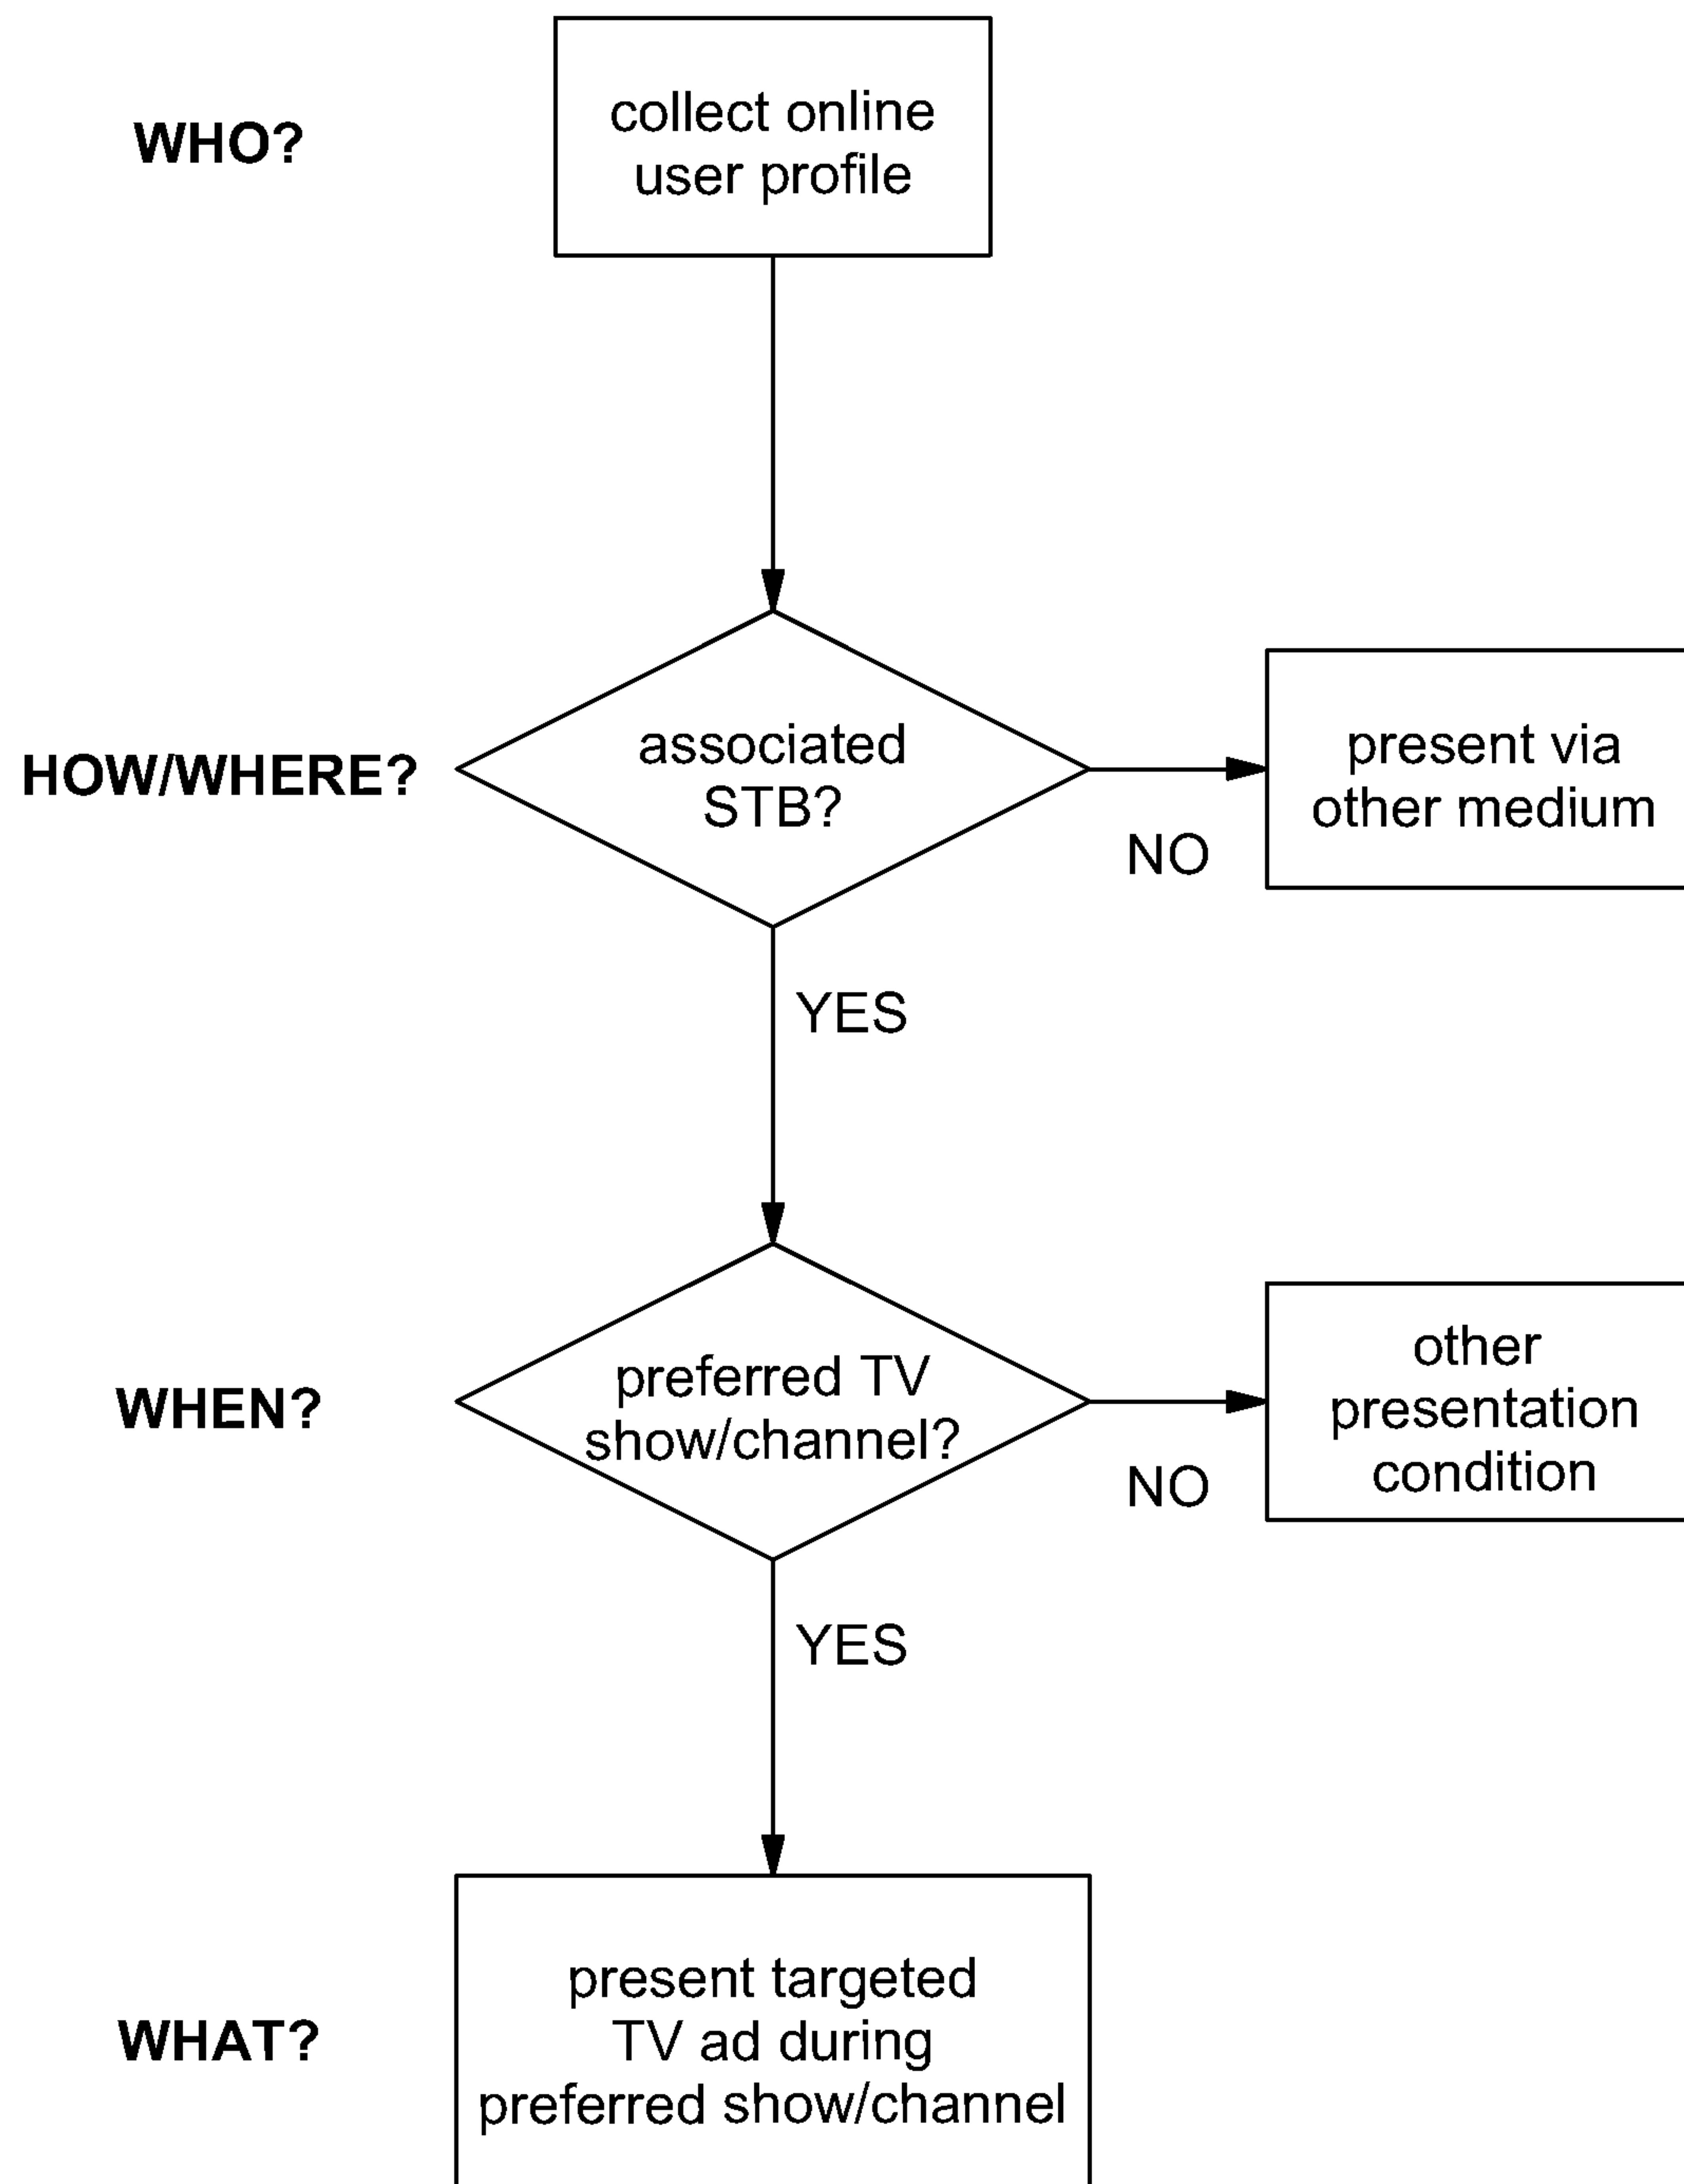 WHO?
collect online
user profile
HOW/WHERE?
associated
STB?
NO
present via
other medium
YES
WHEN?
preferred TV
show/channel?
NO
other
presentation
condition
YES
WHAT?
present targeted
TV ad during
preferred show/channel